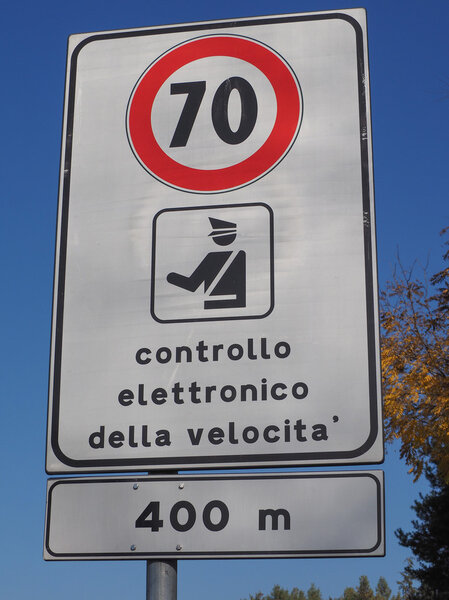 70
controllo
elettronico
della velocita'
400 m